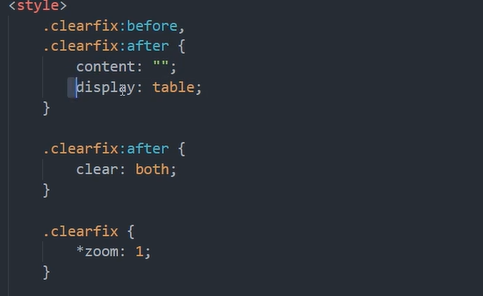 <style>
.clearfix:before,
.clearfix:after {
content: "";
display: table;
}
.clearfix:after {
clear: both;
}
.clearfix {
*zoom: 1;
}